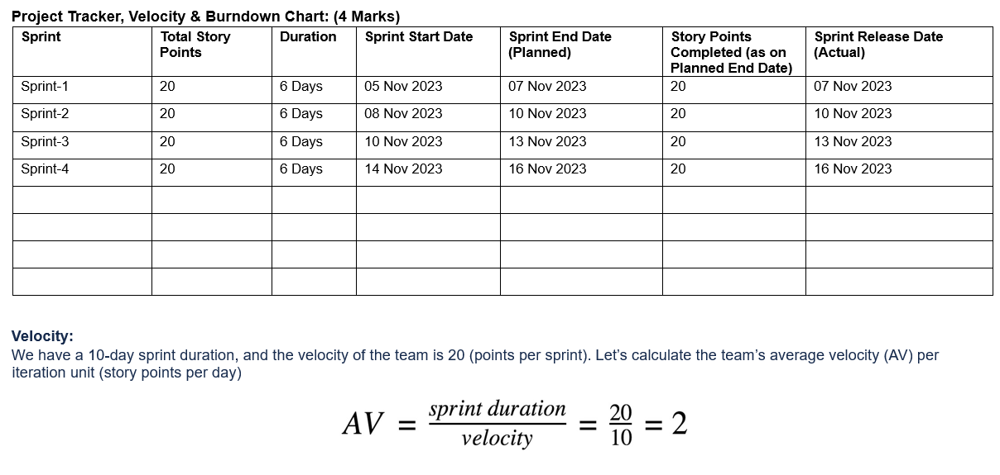 Project Tracker, Velocity & Burndown Chart: (4 Marks)
Sprint Total Story Points Duration Sprint Start Date Sprint End Date (Planned) Story Points Completed (as on Planned End Date) Sprint Release Date (Actual)
Sprint-1 20 6 Days 05 Nov 2023 07 Nov 2023 20 07 Nov 2023
Sprint-2 20 6 Days 08 Nov 2023 10 Nov 2023 20 10 Nov 2023
Sprint-3 20 6 Days 10 Nov 2023 13 Nov 2023 20 13 Nov 2023
Sprint-4 20 6 Days 14 Nov 2023 16 Nov 2023 20 16 Nov 2023
Velocity:
We have a 10-day sprint duration, and the velocity of the team is 20 (points per sprint). Let’s calculate the team’s average velocity (AV) per
iteration unit (story points per day)
AV = sprint duration / velocity = 20 / 10 = 2